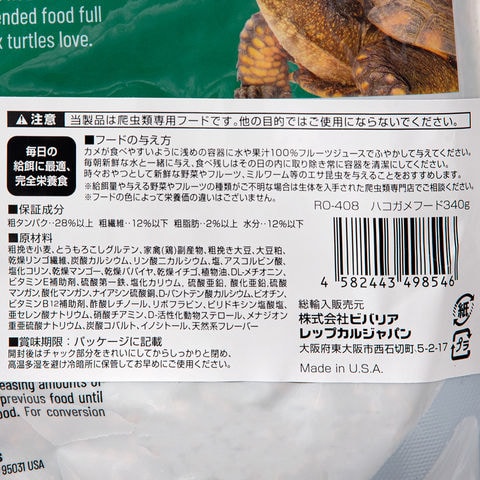 ended food full
x turtles love.
注意 当製品は爬虫類専用フードです。他の目的ではご使用にならないでください。
毎日の
給餌に最適、
完全栄養食
■フードの与え方
カメが食べやすいように浅めの容器に水や果汁100%フルーツジュースでふやかして与えてください。
毎朝新鮮な水と一緒に与え、食べ残しはその日の内に取り除き常に容器を清潔にしてください。
時々おやつとして新鮮な野菜やフルーツ、ミルワーム等のエサ昆虫を与えることをおすすめします。
※給餌量や与える野菜やフルーツの種類がご不明な場合は生体を入手された爬虫類専門店でご相談ください。
※フードの色によって栄養価の違いはございません。
■保証成分
粗タンパク…28%以上 粗繊維…12%以下 粗脂肪…2%以上 水分…12%以下
RO-408 ハコガメフード340g
■原材料
粗挽き小麦、とうもろこしグルテン、家禽(鶏)副産物、粗挽き大豆、大豆粕、
乾燥リンゴ繊維、炭酸カルシウム、リン酸二カルシウム、塩、アスコルビン酸、
塩化コリン、乾燥マンゴー、乾燥パパイヤ、乾燥イチゴ、植物油、DL-メチオニン、
ビタミンE補助剤、硫酸第一鉄、塩化カリウム、硫酸亜鉛、酸化亜鉛、硫酸
マンガン、酸化マンガン、ナイアシン硫酸銅、D-パントテン酸カルシウム、ビオチン、
ビタミンB12補助剤、酢酸レチノール、リボフラビン、ピリドキシン塩酸塩、
亜セレン酸ナトリウム、硝酸チアミン、D-活性化動物ステロール、メナジオン
重亜硫酸ナトリウム、炭酸コバルト、イノシトール、天然系フレーバー
4 582443 498546
■賞味期限：パッケージに記載
開封後はチャック部分をきれいにしてからしっかりと閉め、
高温多湿を避け冷暗所に保管してお早めにご使用ください。
総輸入販売元
株式会社ビバリア
レップカルジャパン
大阪府東大阪市西石切町5-2-17
Made in U.S.A.
紙
プラ
easing amounts of
previous food until
ood. For conversion
s
95031 USA